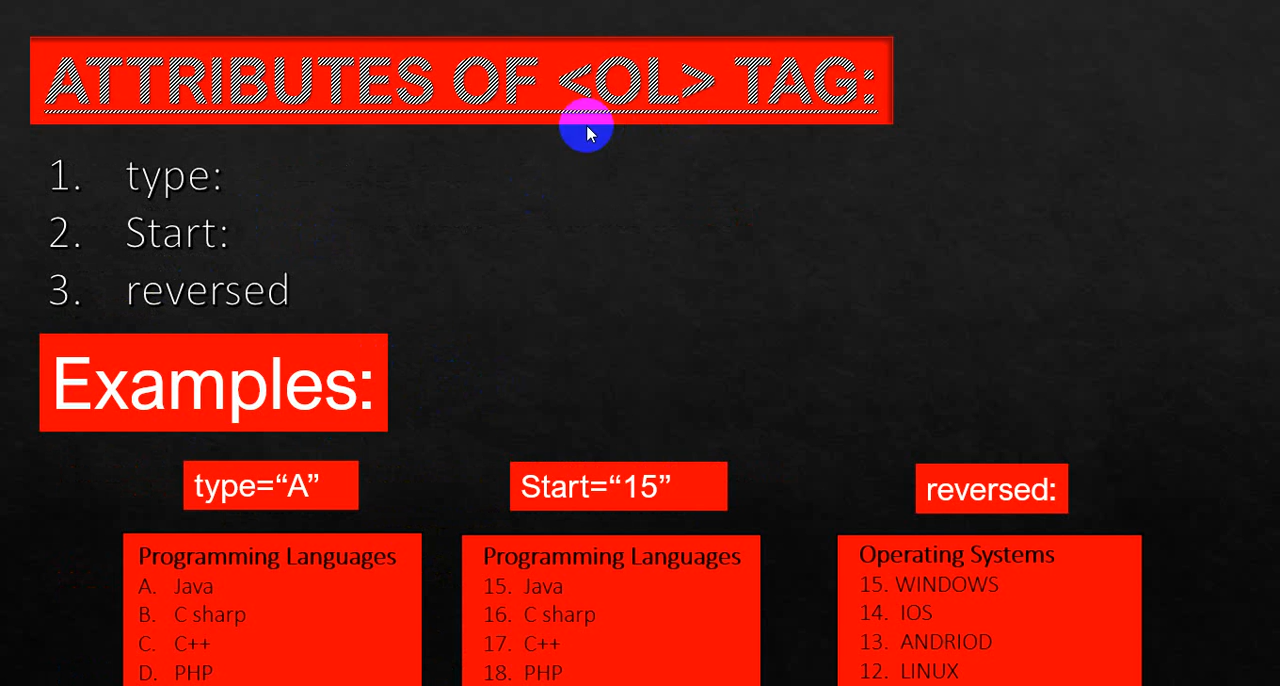 ATTRIBUTES OF <OL> TAG:
1. type:
2. Start:
3. reversed
Examples:
type=“A”
Programming Languages
A. Java
B. C sharp
C. C++
D. PHP
Start=“15”
Programming Languages
15. Java
16. C sharp
17. C++
18. PHP
reversed:
Operating Systems
15. WINDOWS
14. IOS
13. ANDRIOD
12. LINUX